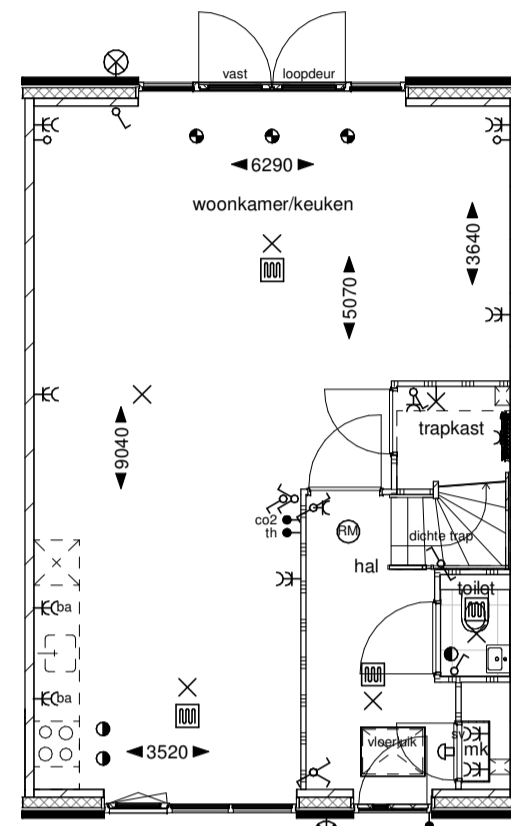 vast
loopdeur
6290
woonkamer/keuken
3640
5070
trapkast
9040
co2
th
RM
dichte trap
hal
toilet
ba
ba
sv
vloerluik
mk
3520